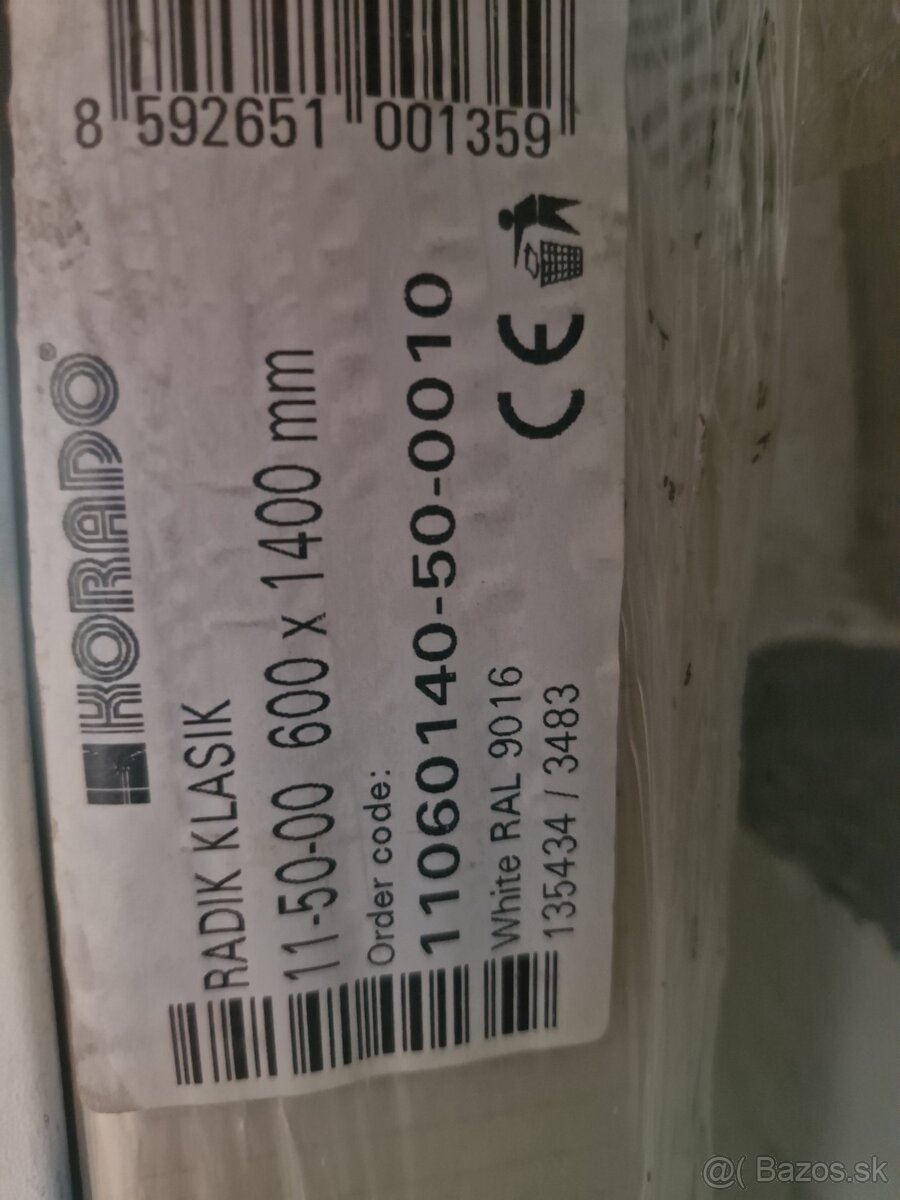 8 592651 001359
KORADO®
RADIK KLASIK
11-50-00 600 x 1400 mm
Order code:
11060140-50-0010
White RAL 9016
135434 / 3483
CE
@( Bazos.sk